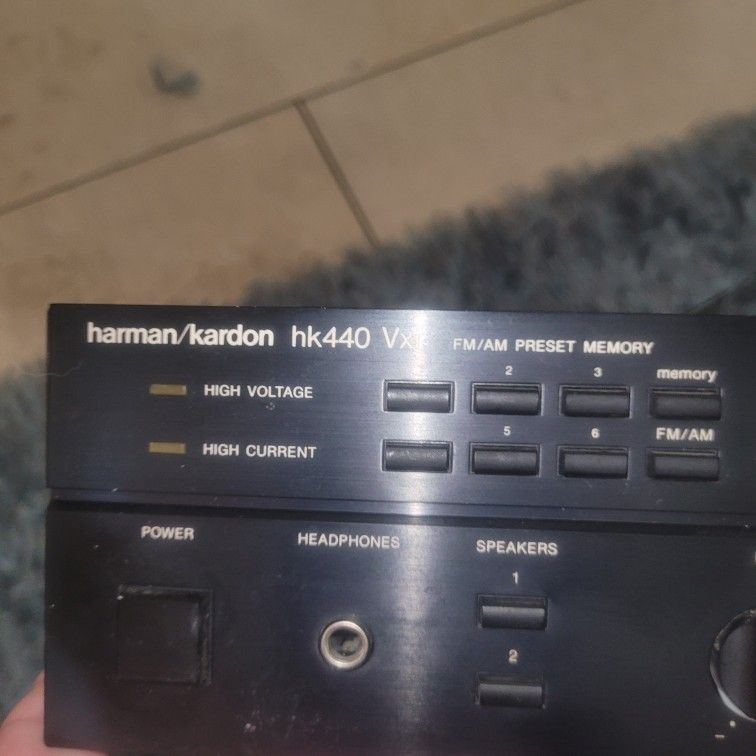 harman/kardon hk440 Vx
FM/AM PRESET MEMORY
2 3 memory
HIGH VOLTAGE
5 6 FM/AM
HIGH CURRENT
POWER
HEADPHONES
SPEAKERS
1
2